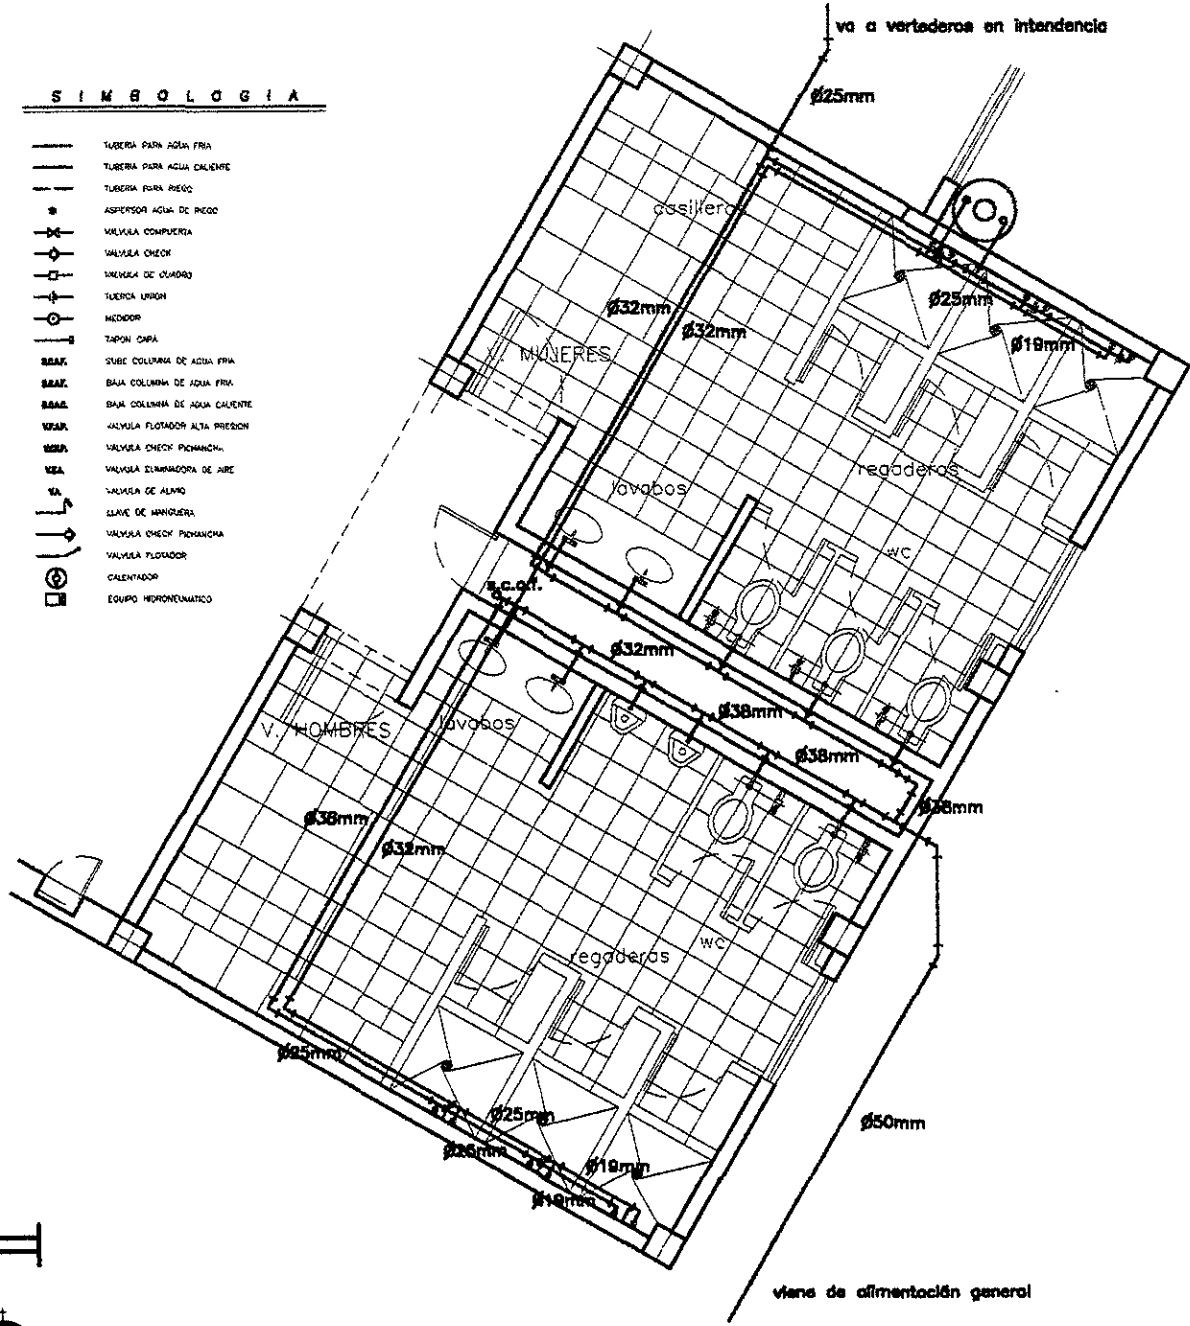 va a vertederos en intendencia
Ø25mm
S I M B O L O G I A
TUBERIA PARA AGUA FRIA
TUBERIA PARA AGUA CALIENTE
TUBERIA PARA RIEGO
ASPERSOR AGUA DE RIEGO
VALVULA COMPUERTA
VALVULA CHECK
VALVULA DE CUADRO
TUERCA UNION
MEDIDOR
TAPON CAPA
S.C.A.F. SUBE COLUMNA DE AGUA FRIA
B.C.A.F. BAJA COLUMNA DE AGUA FRIA
B.C.A.C. BAJA COLUMNA DE AGUA CALIENTE
V.F.A.P. VALVULA FLOTADOR ALTA PRESION
VALVULA CHECK PICHANCHA
V.E.A. VALVULA ELIMINADORA DE AIRE
V.A. VALVULA DE ALIVIO
LLAVE DE MANGUERA
VALVULA CHECK PICHANCHA
VALVULA FLOTADOR
CALENTADOR
EQUIPO HIDRONEUMATICO
casilleros
Ø32mm
Ø32mm
Ø25mm
Ø19mm
V. MUJERES
regaderas
lavabos
wc
s.c.a.f.
Ø32mm
Ø38mm
Ø38mm
Ø38mm
V. HOMBRES
lavabos
Ø38mm
Ø32mm
wc
regaderas
Ø25mm
Ø25mm
Ø25mm
Ø19mm
Ø19mm
Ø50mm
viene de alimentación general